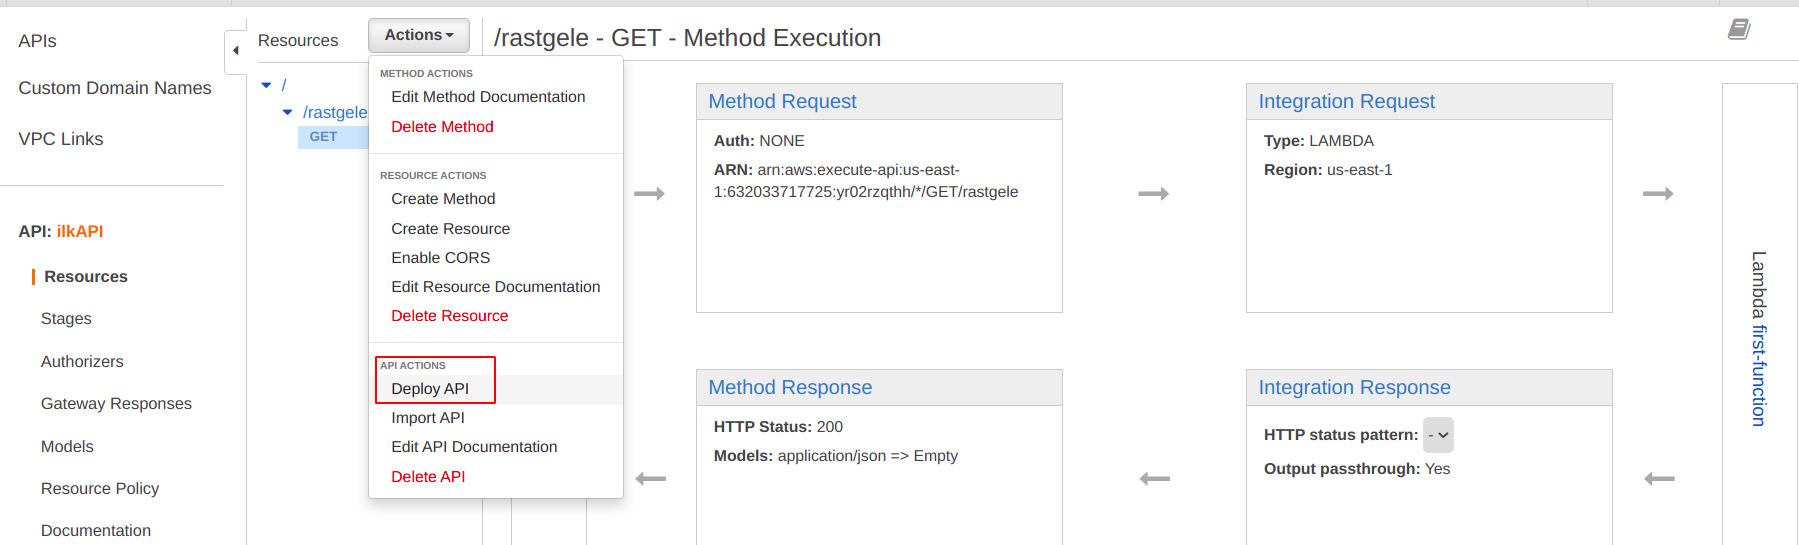 APIs
Custom Domain Names
VPC Links
API: ilkAPI
Resources
Stages
Authorizers
Gateway Responses
Models
Resource Policy
Documentation
Resources
Actions
/
/rastgele
GET
METHOD ACTIONS
Edit Method Documentation
Delete Method
RESOURCE ACTIONS
Create Method
Create Resource
Enable CORS
Edit Resource Documentation
Delete Resource
API ACTIONS
Deploy API
Import API
Edit API Documentation
Delete API
/rastgele - GET - Method Execution
Method Request
Auth: NONE
ARN: arn:aws:execute-api:us-east-
1:632033717725:yr02rzqthh/*/GET/rastgele
Integration Request
Type: LAMBDA
Region: us-east-1
Method Response
HTTP Status: 200
Models: application/json => Empty
Integration Response
HTTP status pattern: -
Output passthrough: Yes
Lambda first-function